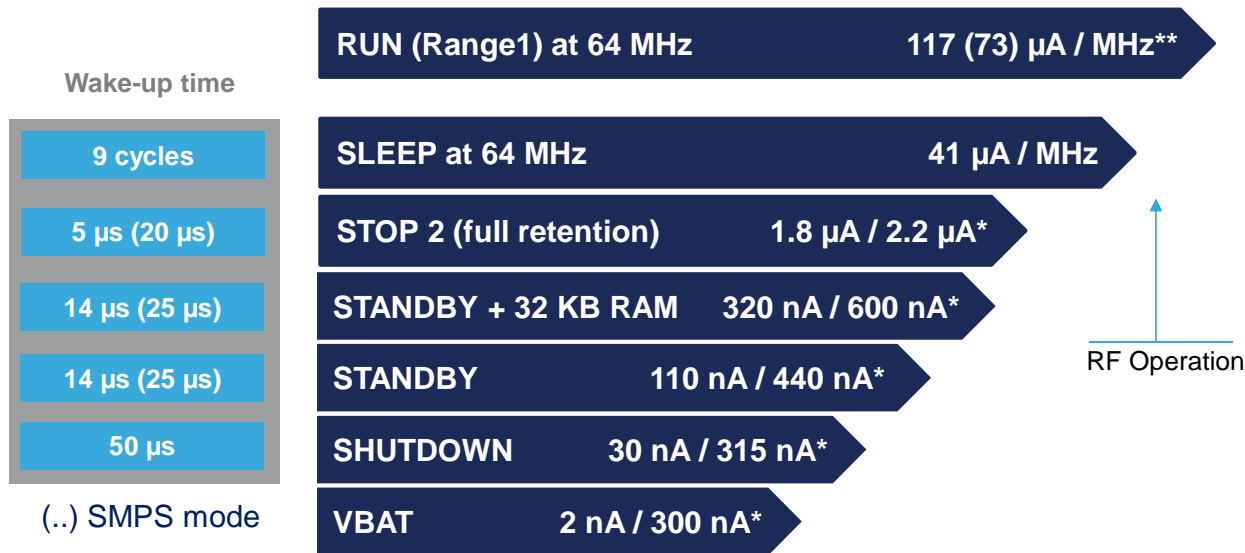 RUN (Range1) at 64 MHz 117 (73) µA / MHz**
Wake-up time
9 cycles SLEEP at 64 MHz 41 µA / MHz
5 µs (20 µs) STOP 2 (full retention) 1.8 µA / 2.2 µA*
14 µs (25 µs) STANDBY + 32 KB RAM 320 nA / 600 nA*
RF Operation
14 µs (25 µs) STANDBY 110 nA / 440 nA*
50 µs SHUTDOWN 30 nA / 315 nA*
(..) SMPS mode VBAT 2 nA / 300 nA*